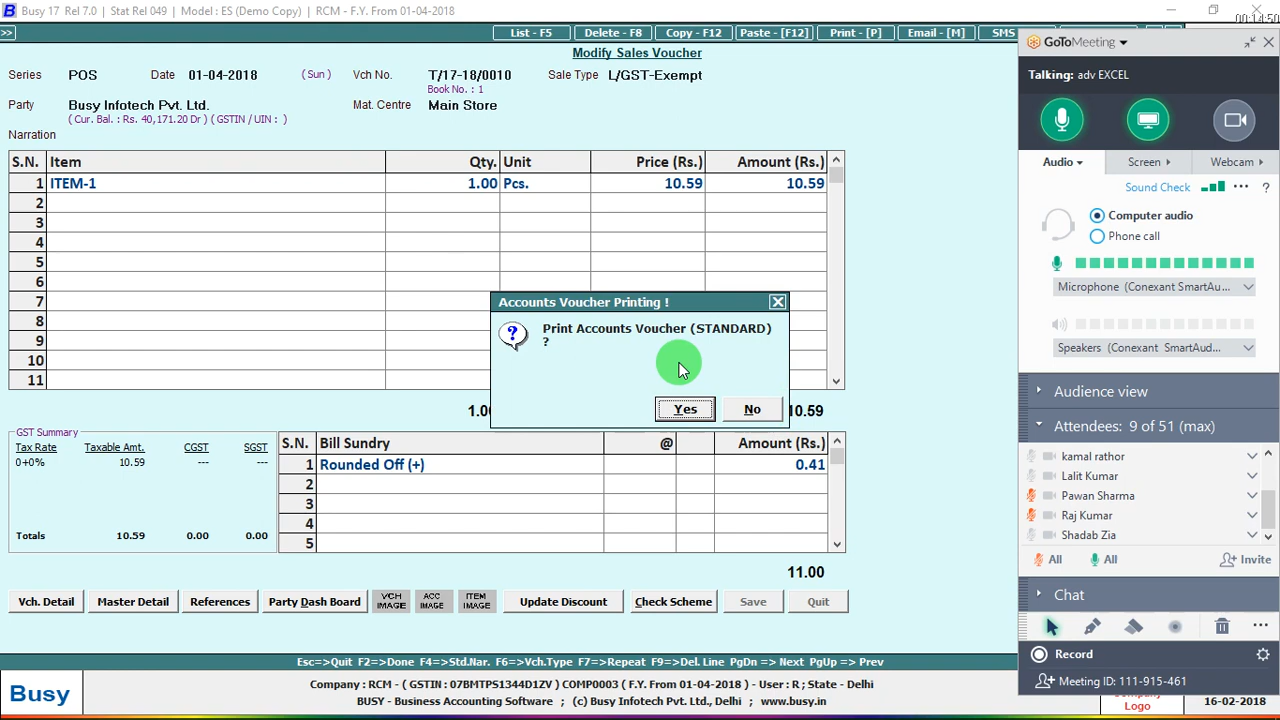 Busy 17 Rel 7.0 | Stat Rel 049 | Model : ES (Demo Copy) | RCM - F.Y. From 01-04-2018
00:14:50
>> List - F5 Delete - F8 Copy - F12 Paste - [F12] Print - [P] Email - [M] SMS
Modify Sales Voucher
Series POS Date 01-04-2018 (Sun) Vch No. T/17-18/0010 Sale Type L/GST-Exempt
Book No. : 1
Party Busy Infotech Pvt. Ltd. Mat. Centre Main Store
( Cur. Bal. : Rs. 40,171.20 Dr ) ( GSTIN / UIN : )
Narration
S.N. Item Qty. Unit Price (Rs.) Amount (Rs.)
1 ITEM-1 1.00 Pcs. 10.59 10.59
2
3
4
5
6
7
8
9
10
11
Accounts Voucher Printing !
Print Accounts Voucher (STANDARD)
?
Yes No
10.59
GST Summary
Tax Rate Taxable Amt. CGST SGST
0+0% 10.59 --- ---
Totals 10.59 0.00 0.00
S.N. Bill Sundry @ Amount (Rs.)
1 Rounded Off (+) 0.41
2
3
4
5
11.00
Vch. Detail Master Detail References Party Dash Board VCH IMAGE ACC IMAGE ITEM IMAGE Update Discount Check Scheme Save Quit
Esc=>Quit F2=>Done F4=>Std.Nar. F6=>Vch.Type F7=>Repeat F9=>Del. Line PgDn => Next PgUp => Prev
Busy
Company : RCM - ( GSTIN : 07BMTPS1344D1ZV ) COMP0003 ( F.Y. From 01-04-2018 ) - User : R ; State - Delhi
BUSY - Business Accounting Software ; (c) Busy Infotech Pvt. Ltd., Delhi ; www.busy.in
Logo
16-02-2018
GoToMeeting
Talking: adv EXCEL
Audio Screen Webcam
Sound Check ?
Computer audio
Phone call
Microphone (Conexant SmartAu...
Speakers (Conexant SmartAud...
Audience view
Attendees: 9 of 51 (max)
kamal rathor
Lalit Kumar
Pawan Sharma
Raj Kumar
Shadab Zia
All All Invite
Chat
Record
Meeting ID: 111-915-461